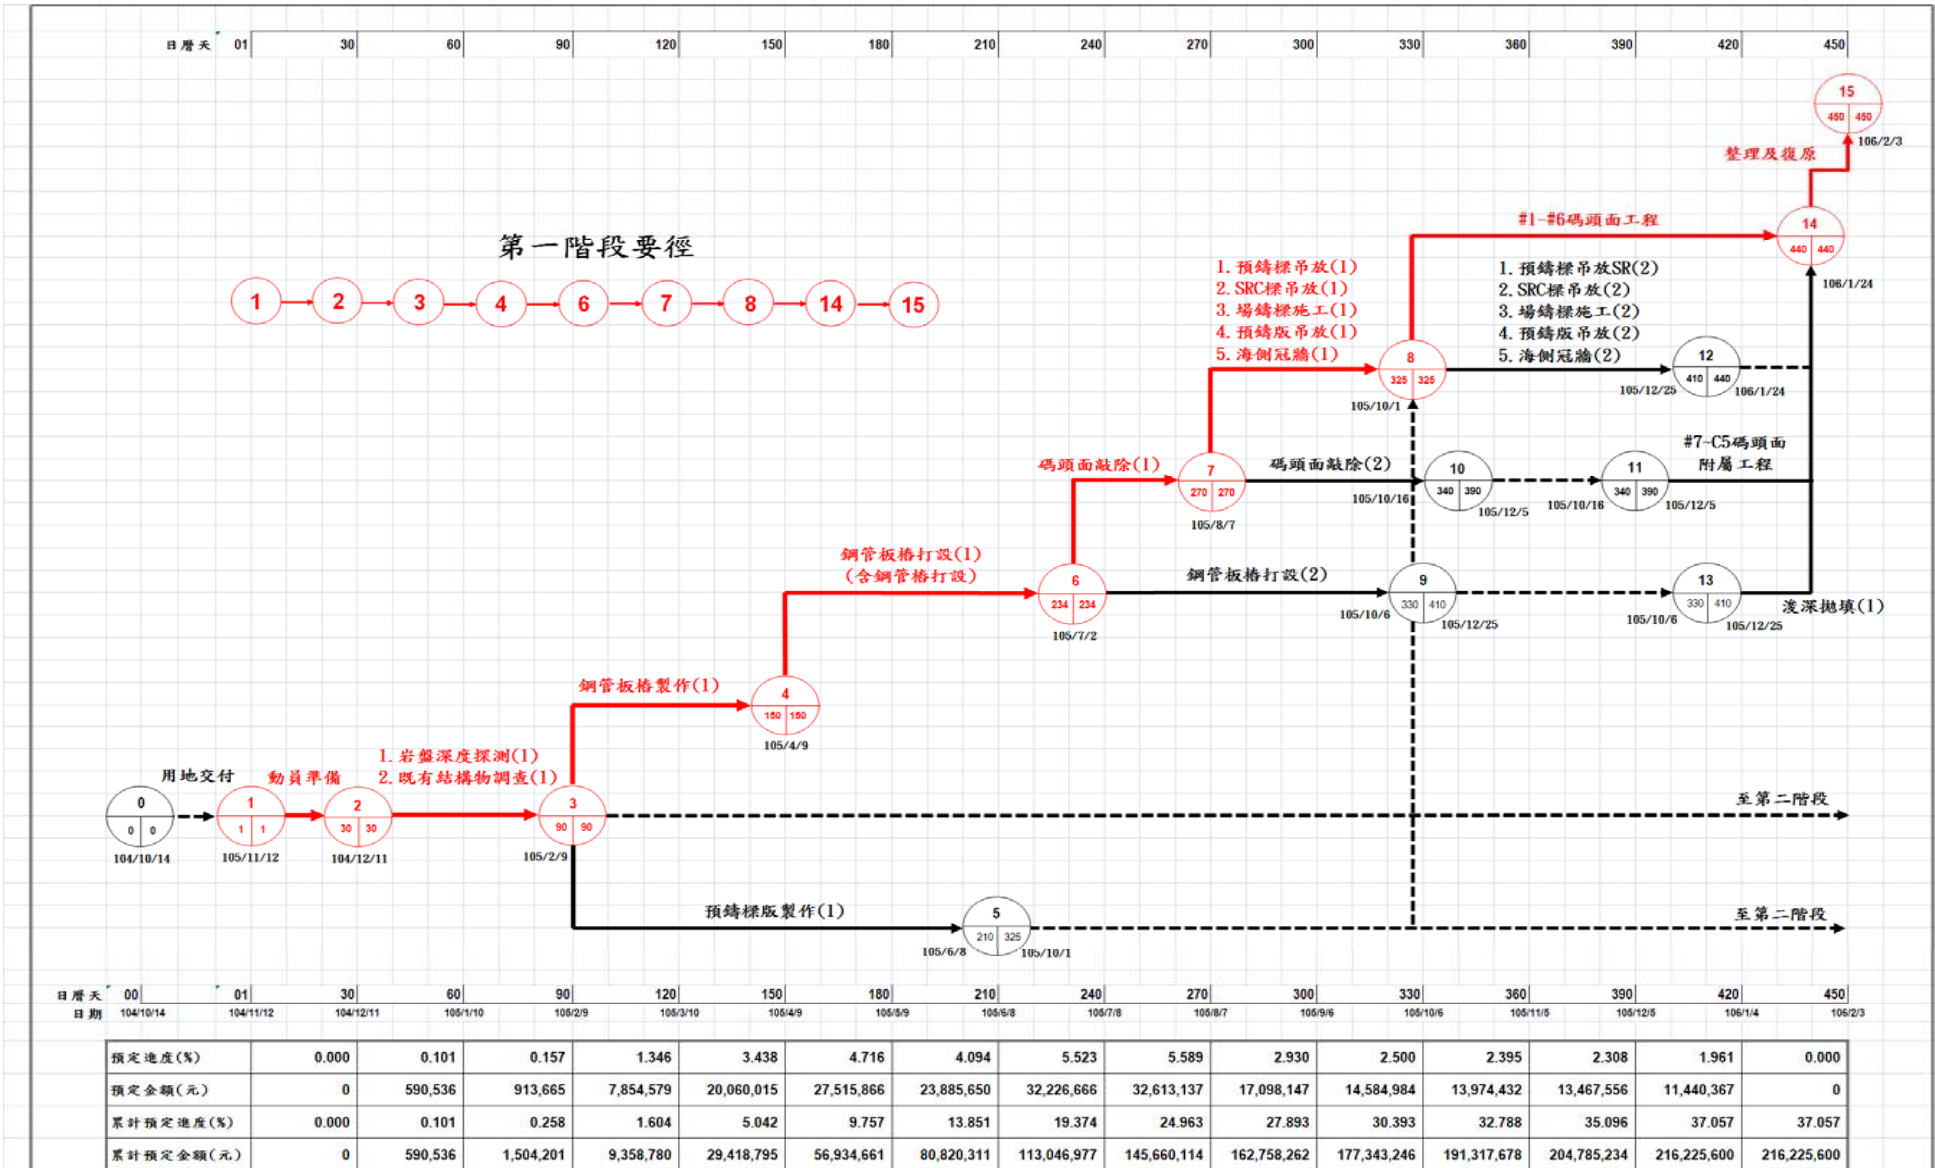 日曆天 01 30 60 90 120 150 180 210 240 270 300 330 360 390 420 450
15
450 450
106/2/3
整理及復原
14
440 440
106/1/24
#1-#6碼頭面工程
第一階段要徑
1 2 3 4 6 7 8 14 15
1. 預鑄樑吊放(1)
2. SRC樑吊放(1)
3. 場鑄樑施工(1)
4. 預鑄版吊放(1)
5. 海側冠牆(1)
1. 預鑄樑吊放SR(2)
2. SRC樑吊放(2)
3. 場鑄樑施工(2)
4. 預鑄版吊放(2)
5. 海側冠牆(2)
8
325 325
105/10/1
12
410 440
105/12/25
106/1/24
碼頭面敲除(1)
7
270 270
105/8/7
碼頭面敲除(2)
10
340 390
105/10/16
105/12/5
11
340 390
105/10/16
105/12/5
#7-C5碼頭面
附屬工程
鋼管板樁打設(1)
(含鋼管樁打設)
6
234 234
105/7/2
鋼管板樁打設(2)
9
330 410
105/10/6
105/12/25
13
330 410
105/10/6
105/12/25
浚深拋填(1)
鋼管板樁製作(1)
4
150 150
105/4/9
用地交付
動員準備
1. 岩盤深度探測(1)
2. 既有結構物調查(1)
0
0 0
104/10/14
1
1 1
105/11/12
2
30 30
104/12/11
3
90 90
105/2/9
至第二階段
預鑄樑版製作(1)
5
210 325
105/6/8
105/10/1
至第二階段
日曆天 00 01 30 60 90 120 150 180 210 240 270 300 330 360 390 420 450
日期 104/10/14 104/11/12 104/12/11 105/1/10 105/2/9 105/3/10 105/4/9 105/5/9 105/6/8 105/7/8 105/8/7 105/9/6 105/10/6 105/11/5 105/12/5 106/1/4 106/2/3
預定進度(%) 0.000 0.101 0.157 1.346 3.438 4.716 4.094 5.523 5.589 2.930 2.500 2.395 2.308 1.961 0.000
預定金額(元) 0 590,536 913,665 7,854,579 20,060,015 27,515,866 23,885,650 32,226,666 32,613,137 17,098,147 14,584,984 13,974,432 13,467,556 11,440,367 0
累計預定進度(%) 0.000 0.101 0.258 1.604 5.042 9.757 13.851 19.374 24.963 27.893 30.393 32.788 35.096 37.057 37.057
累計預定金額(元) 0 590,536 1,504,201 9,358,780 29,418,795 56,934,661 80,820,311 113,046,977 145,660,114 162,758,262 177,343,246 191,317,678 204,785,234 216,225,600 216,225,600